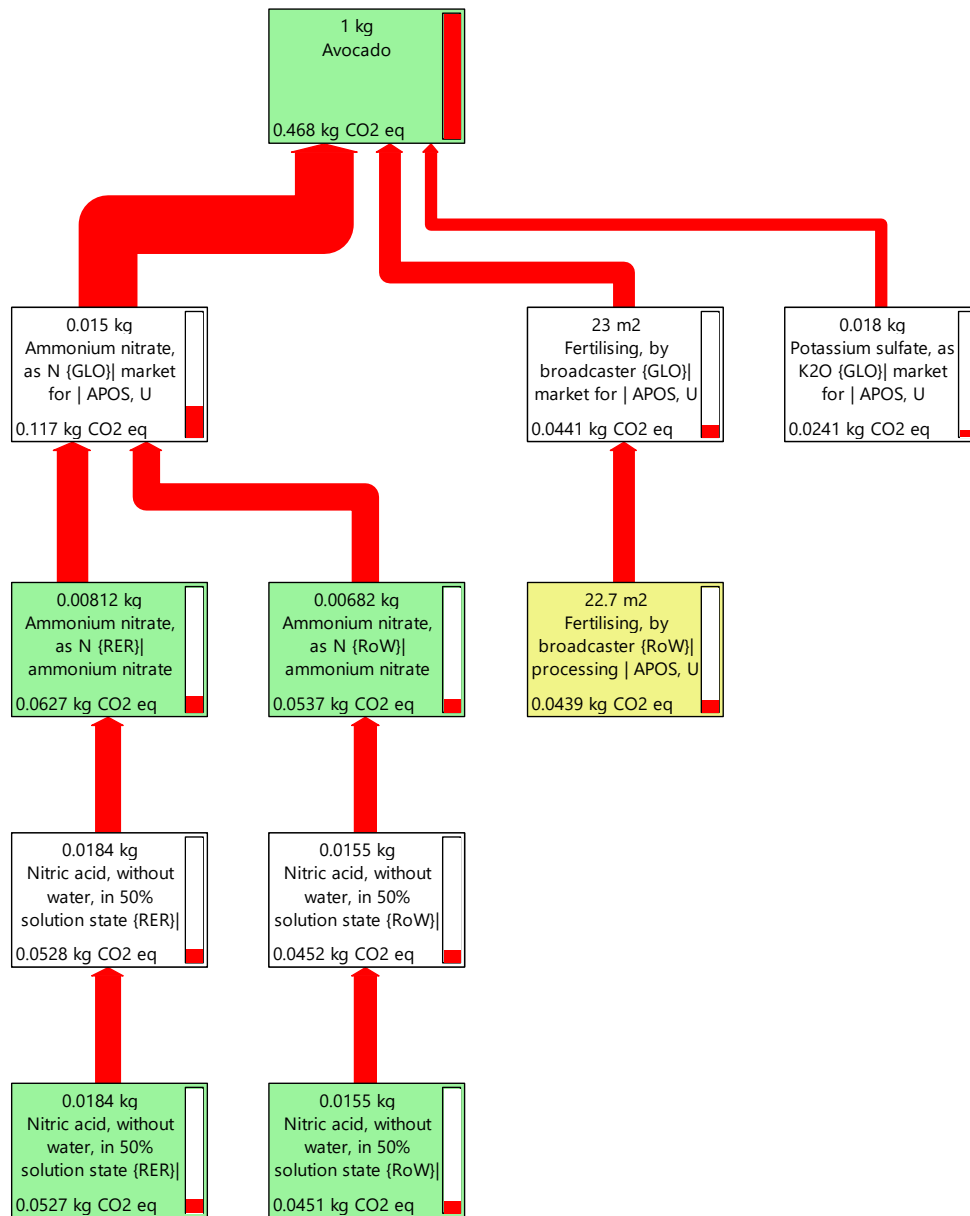 1 kg
Avocado
0.468 kg CO2 eq
0.015 kg
Ammonium nitrate,
as N {GLO}| market
for | APOS, U
0.117 kg CO2 eq
23 m2
Fertilising, by
broadcaster {GLO}|
market for | APOS, U
0.0441 kg CO2 eq
0.018 kg
Potassium sulfate, as
K2O {GLO}| market
for | APOS, U
0.0241 kg CO2 eq
0.00812 kg
Ammonium nitrate,
as N {RER}|
ammonium nitrate
0.0627 kg CO2 eq
0.00682 kg
Ammonium nitrate,
as N {RoW}|
ammonium nitrate
0.0537 kg CO2 eq
22.7 m2
Fertilising, by
broadcaster {RoW}|
processing | APOS, U
0.0439 kg CO2 eq
0.0184 kg
Nitric acid, without
water, in 50%
solution state {RER}|
0.0528 kg CO2 eq
0.0155 kg
Nitric acid, without
water, in 50%
solution state {RoW}|
0.0452 kg CO2 eq
0.0184 kg
Nitric acid, without
water, in 50%
solution state {RER}|
0.0527 kg CO2 eq
0.0155 kg
Nitric acid, without
water, in 50%
solution state {RoW}|
0.0451 kg CO2 eq